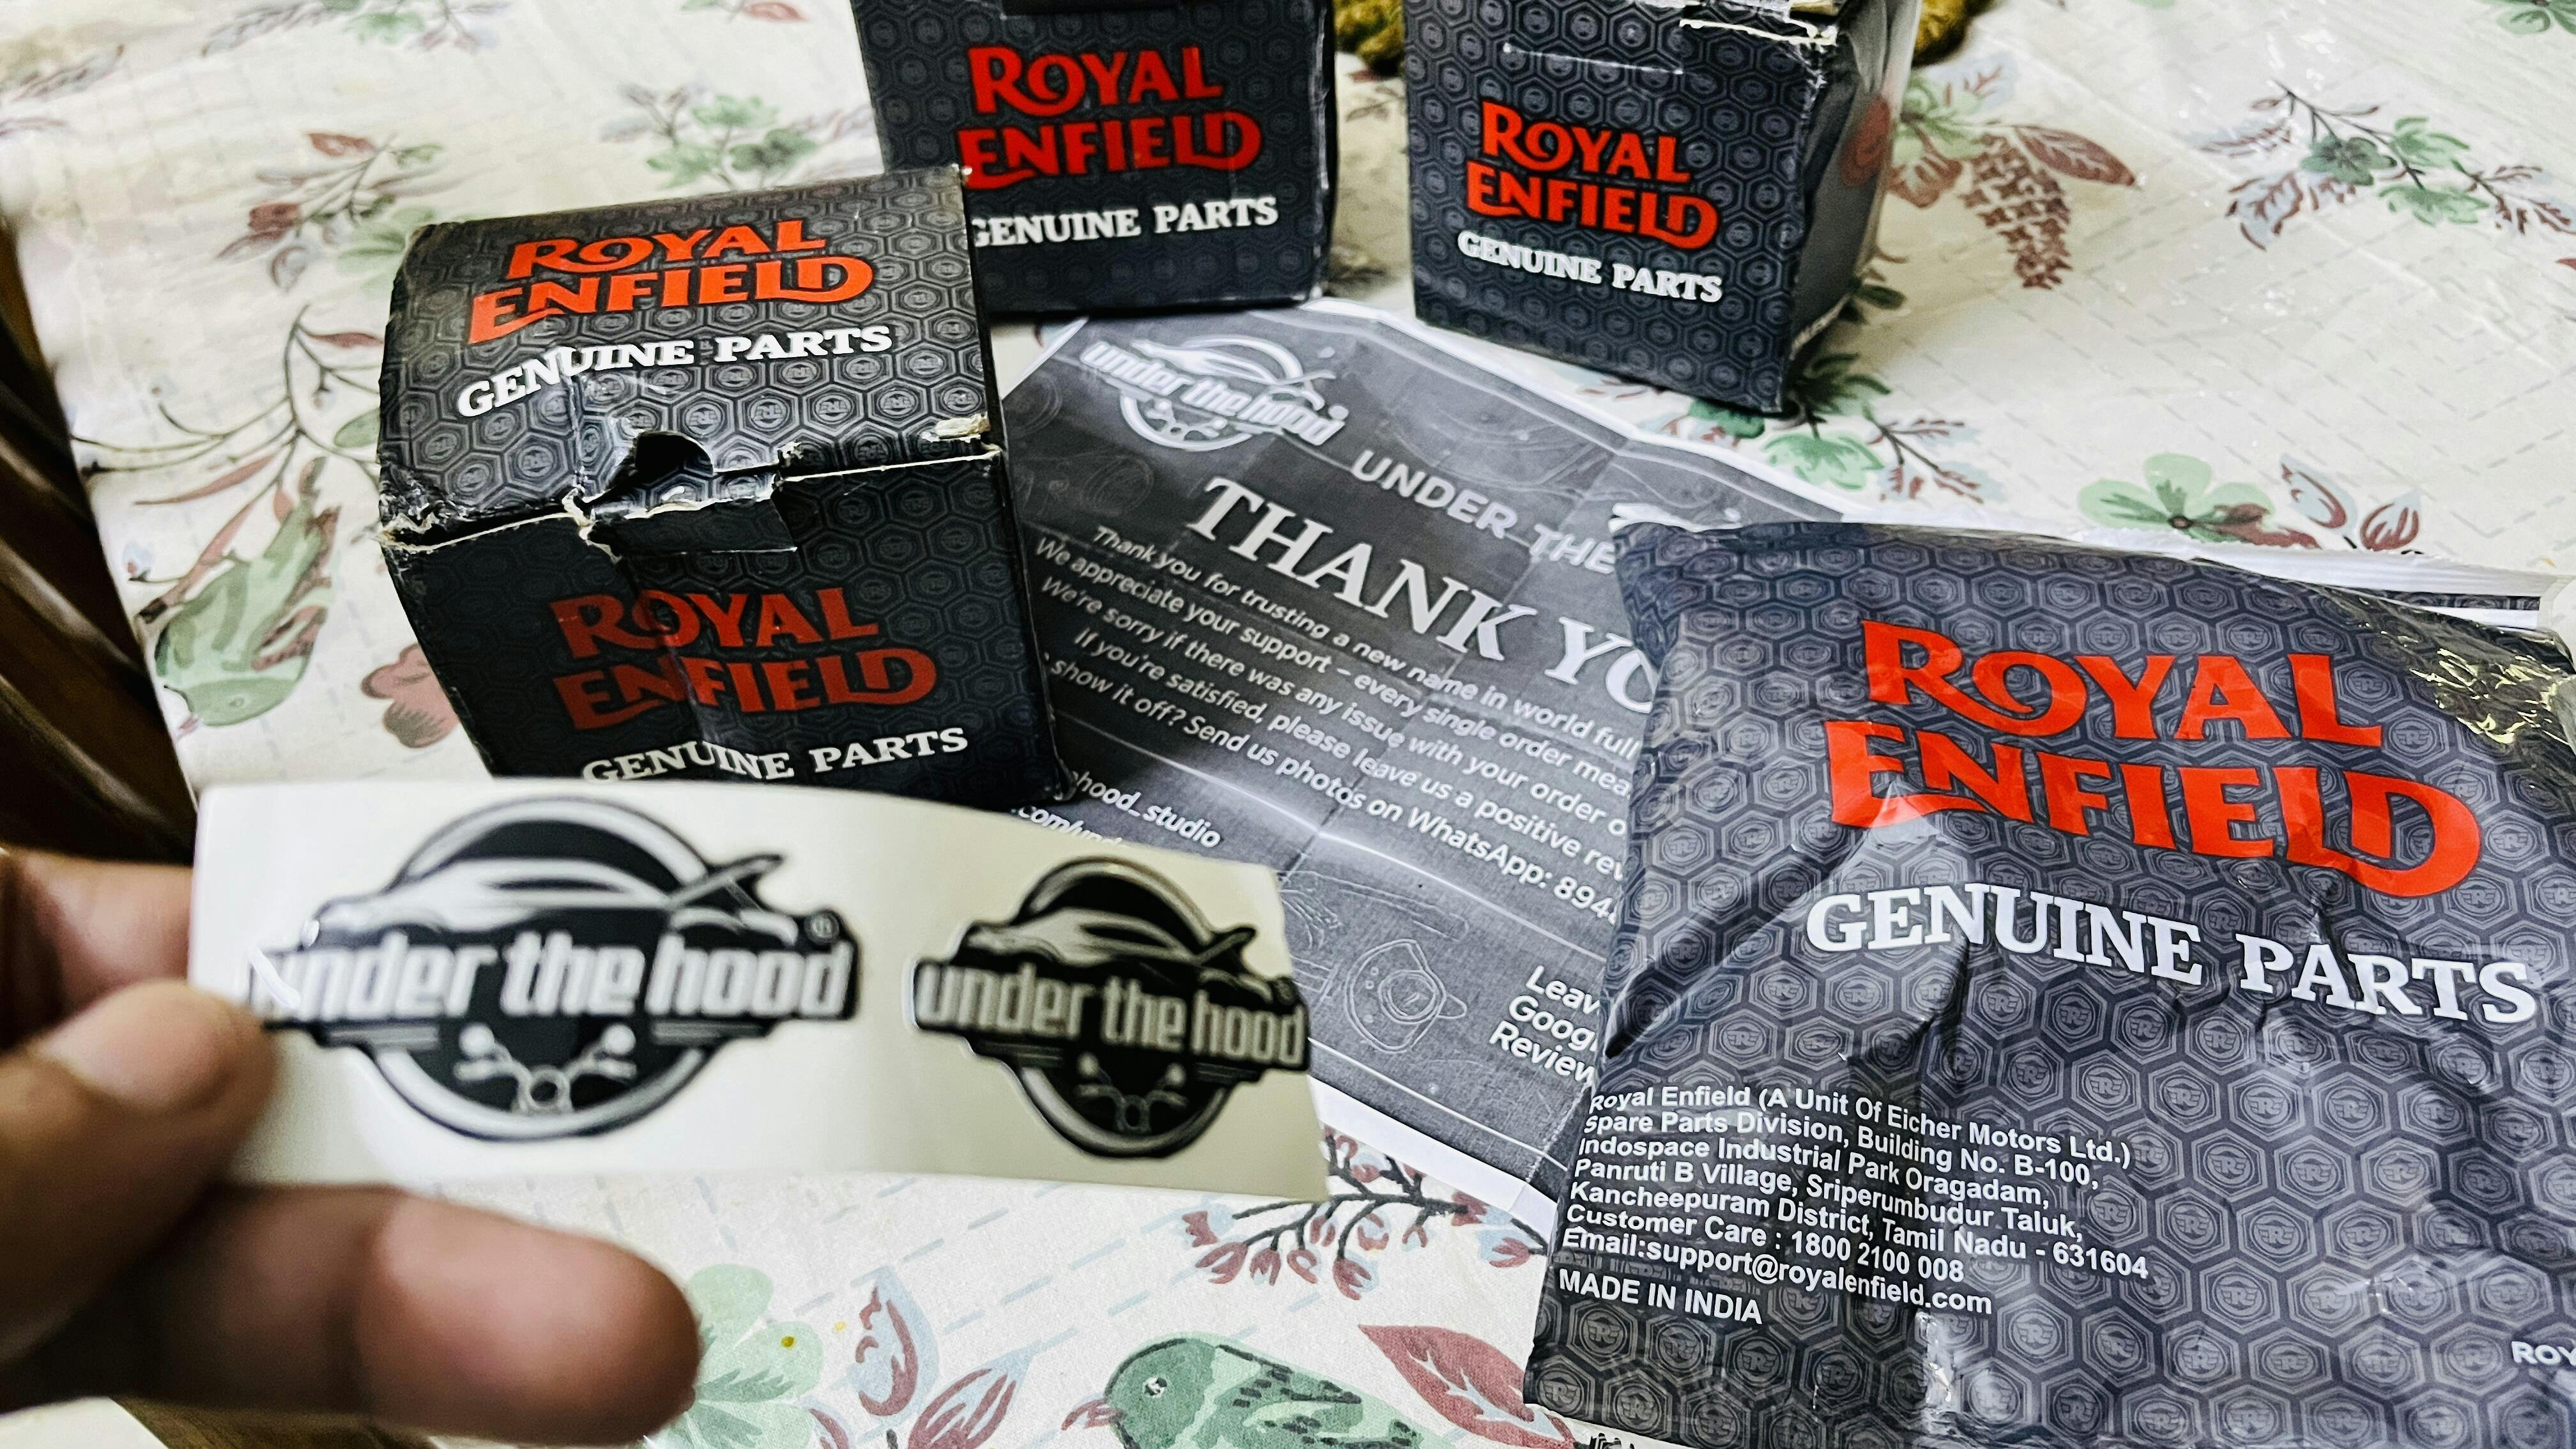 ROYAL
ENFIELD
GENUINE PARTS
ROYAL
ENFIELD
GENUINE PARTS
ROYAL
ENFIELD
GENUINE PARTS
ROYAL
ENFIELD
GENUINE PARTS
under the hood
UNDER THE
THANK
Thank you for trusting a new name in world full
We appreciate your support – every single order
We're sorry if there was any issue with your order
If you're satisfied, please leave us a positive
show it off? Send us photos on WhatsApp: 894
hood_studio
Leav
Googl
Review
under the hood
under the hood
ROYAL
ENFIELD
GENUINE PARTS
Royal Enfield (A Unit Of Eicher Motors Ltd.)
Spare Parts Division, Building No. B-100,
Indospace Industrial Park Oragadam,
Panruti B Village, Sriperumbudur Taluk,
Kancheepuram District, Tamil Nadu - 631604
Customer Care : 1800 2100 008
Email:support@royalenfield.com
MADE IN INDIA
ROY